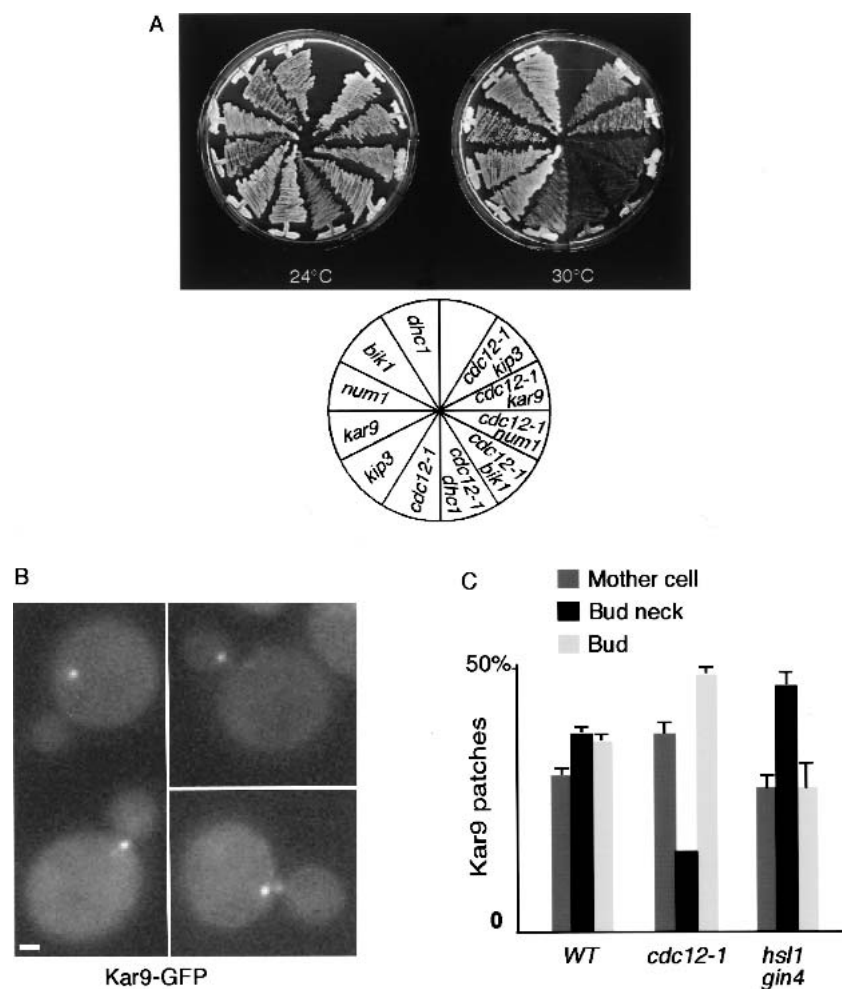 A
24°C
30°C
dhc1
bik1
num1
kar9
kip3
cdc12-1
cdc12-1
dhc1
cdc12-1
bik1
cdc12-1
num1
cdc12-1
kar9
cdc12-1
kip3
B
Kar9-GFP
C
Mother cell
Bud neck
Bud
50%
Kar9 patches
0
WT
cdc12-1
hsl1
gin4